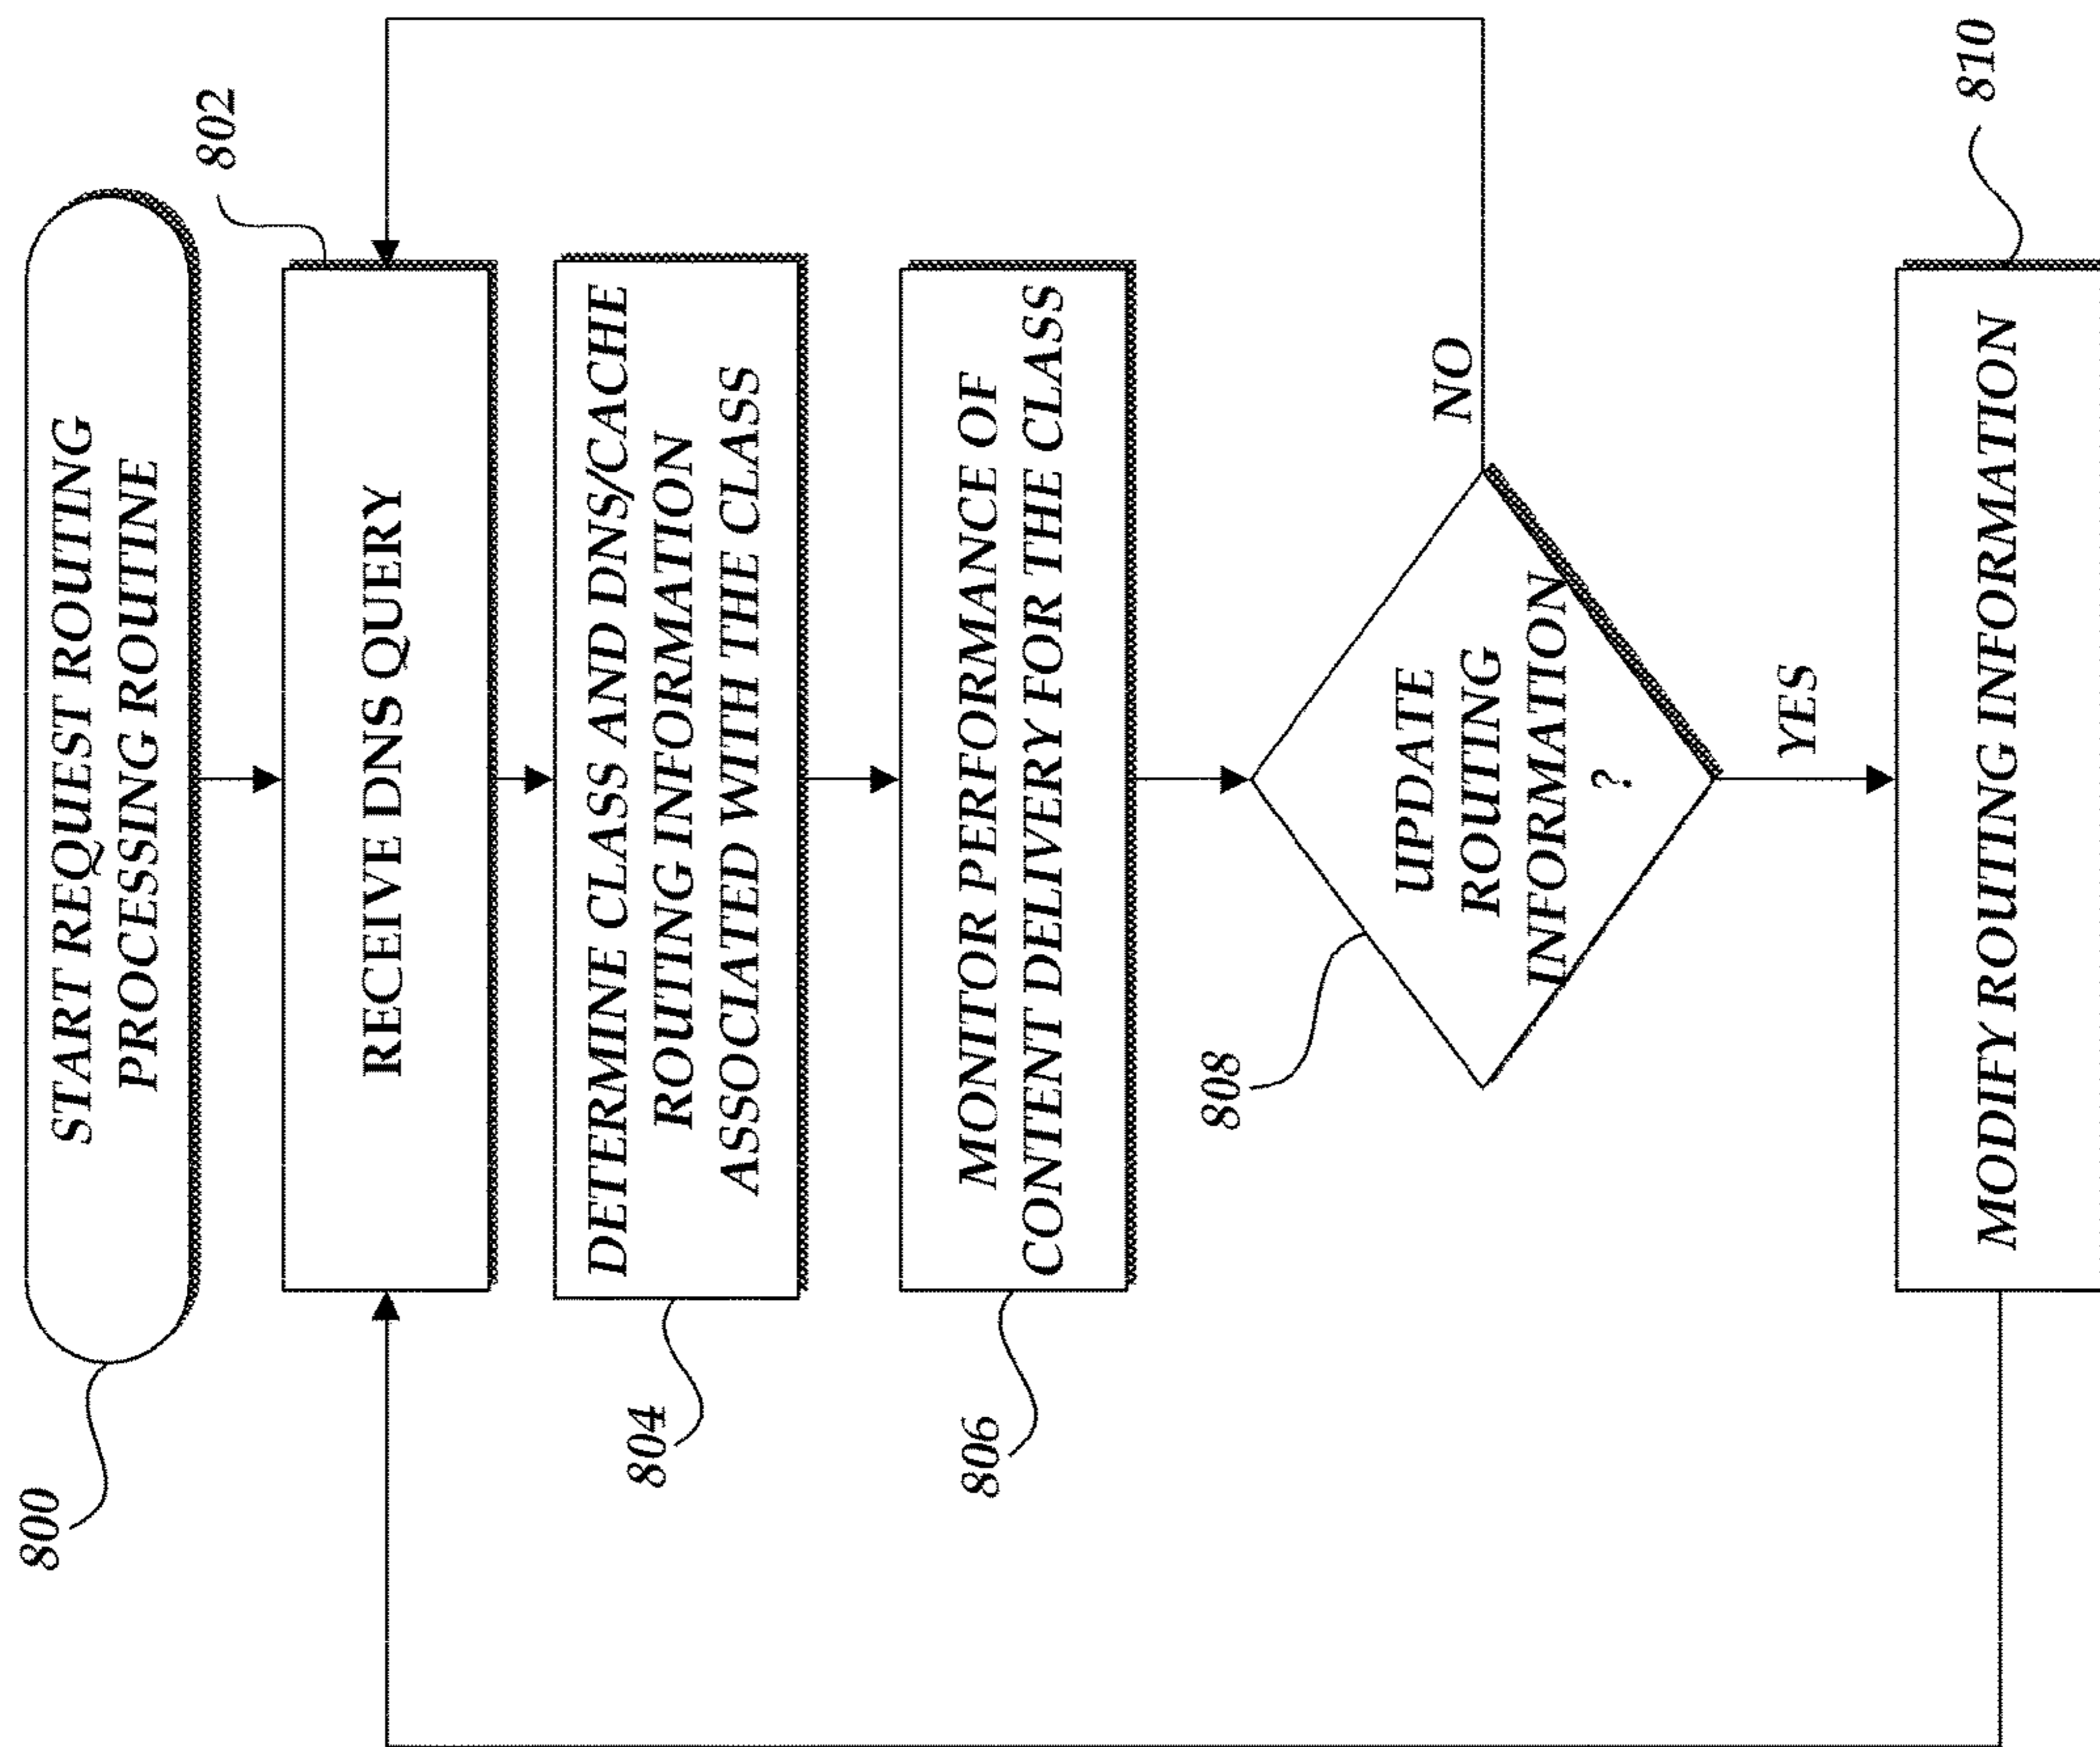 800
START REQUEST ROUTING
PROCESSING ROUTINE
802
RECEIVE DNS QUERY
804
DETERMINE CLASS AND DNS/CACHE
ROUTING INFORMATION
ASSOCIATED WITH THE CLASS
806
MONITOR PERFORMANCE OF
CONTENT DELIVERY FOR THE CLASS
808
UPDATE
ROUTING
INFORMATION
?
NO
YES
810
MODIFY ROUTING INFORMATION